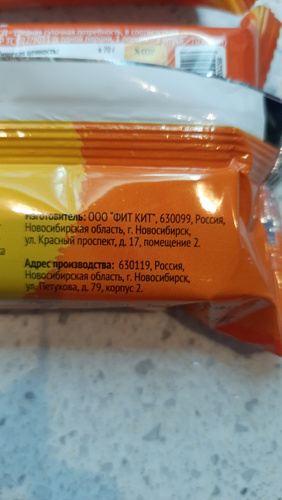 в 70 г
Изготовитель: ООО "ФИТ КИТ", 630099, Россия,
Новосибирская область, г. Новосибирск,
ул. Красный проспект, д. 17, помещение 2.
Адрес производства: 630119, Россия,
Новосибирская область, г. Новосибирск,
ул. Петухова, д. 79, корпус 2.